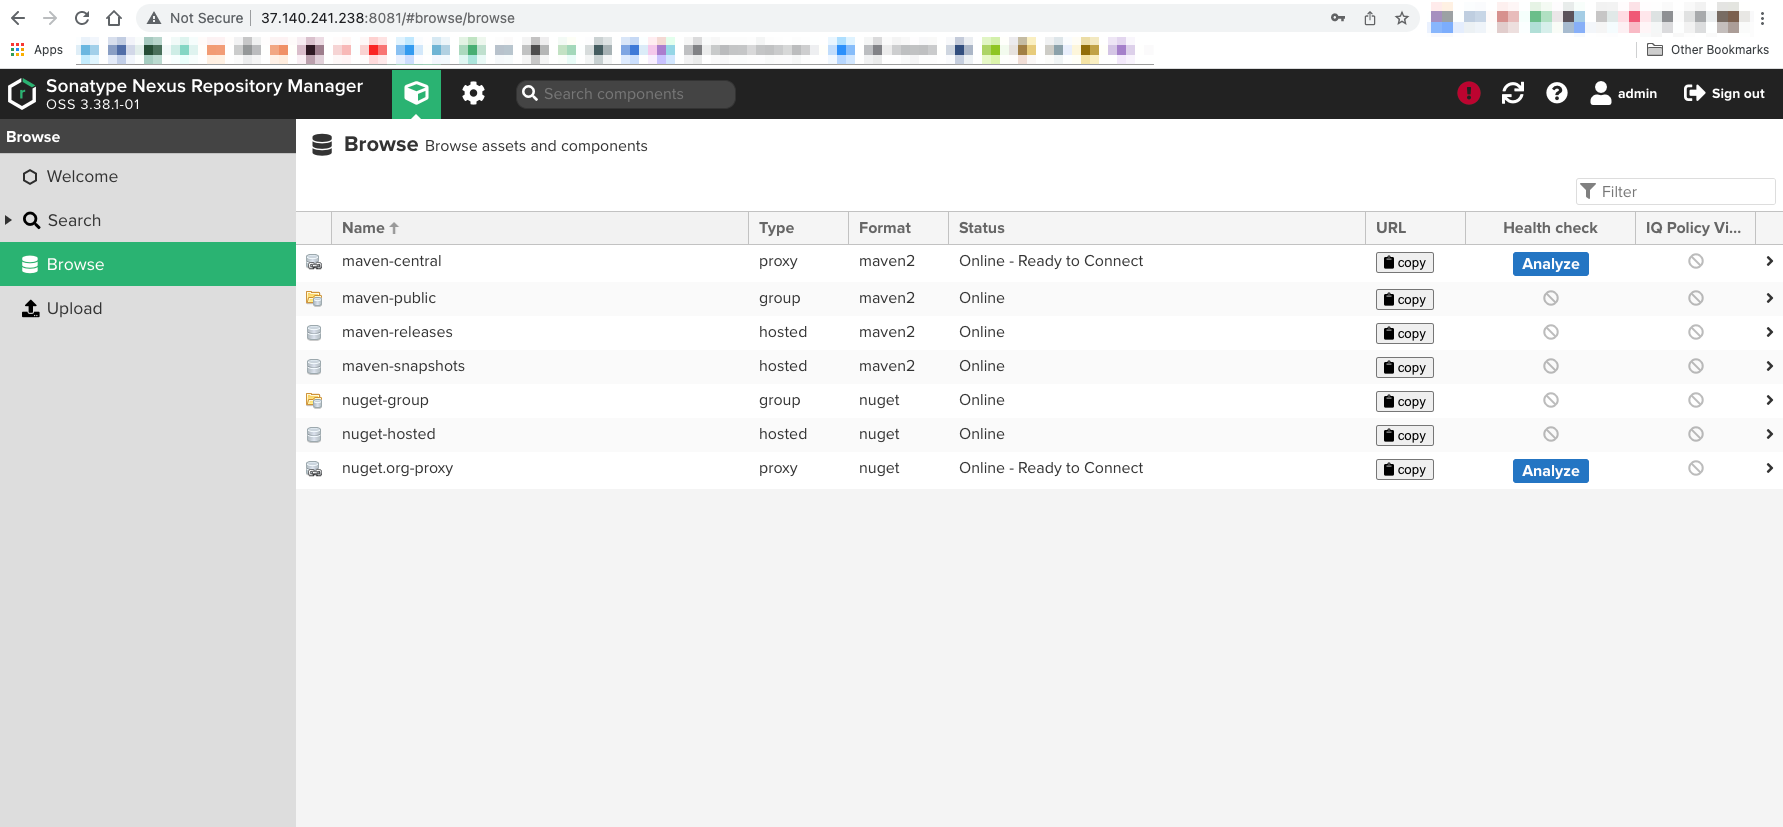 Not Secure 37.140.241.238:8081/#browse/browse
Apps Other Bookmarks
Sonatype Nexus Repository Manager
OSS 3.38.1-01
Search components
admin Sign out
Browse
Welcome
Search
Browse
Upload
Browse Browse assets and components
Filter
Name Type Format Status URL Health check IQ Policy Vi...
maven-central proxy maven2 Online - Ready to Connect copy Analyze
maven-public group maven2 Online copy
maven-releases hosted maven2 Online copy
maven-snapshots hosted maven2 Online copy
nuget-group group nuget Online copy
nuget-hosted hosted nuget Online copy
nuget.org-proxy proxy nuget Online - Ready to Connect copy Analyze